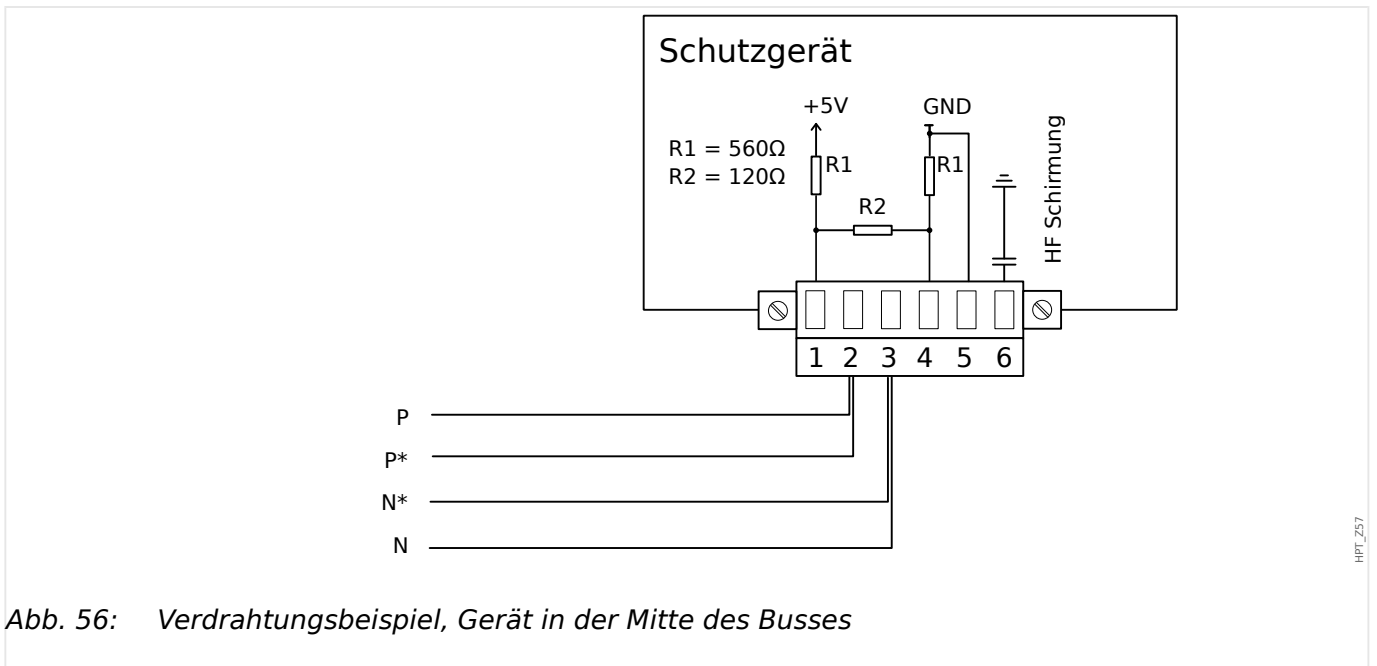 Schutzgerät
+5V
GND
R1 = 560Ω
R2 = 120Ω
R1
R1
R2
HF Schirmung
1 2 3 4 5 6
P
P*
N*
N
HPT_Z57
Abb. 56: Verdrahtungsbeispiel, Gerät in der Mitte des Busses